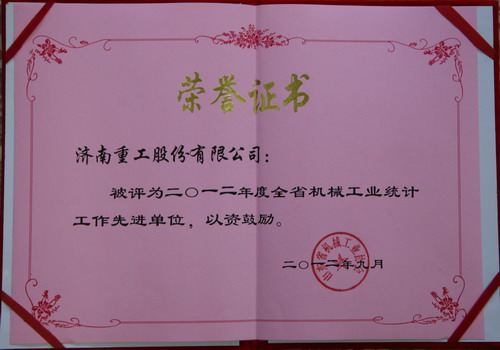 荣誉证书
济南重工股份有限公司：
被评为二〇一二年度全省机械工业统计
工作先进单位，以资鼓励。
二〇一二年九月